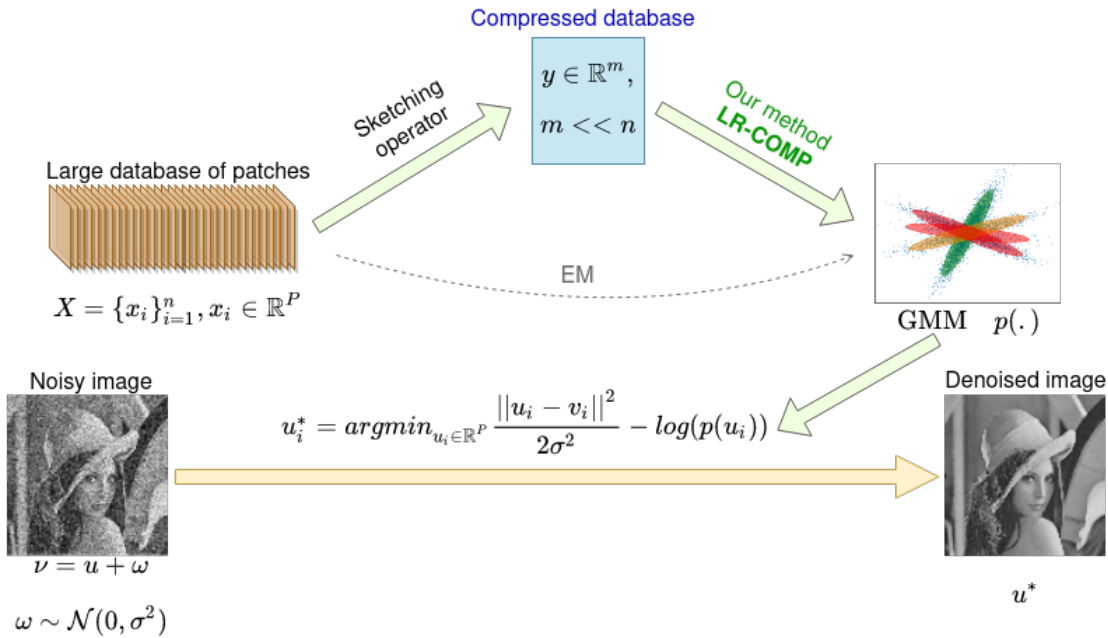 Compressed database
y ∈ ℝ^m,
m << n
Sketching
operator
Our method
LR-COMP
Large database of patches
X = {x_i}_{i=1}^n, x_i ∈ ℝ^P
EM
GMM p(.)
Noisy image
u_i^* = argmin_{u_i∈ℝ^P} \frac{||u_i − v_i||^2}{2σ^2} − log(p(u_i))
Denoised image
ν = u + ω
ω ∼ 𝒩(0, σ^2)
u^*